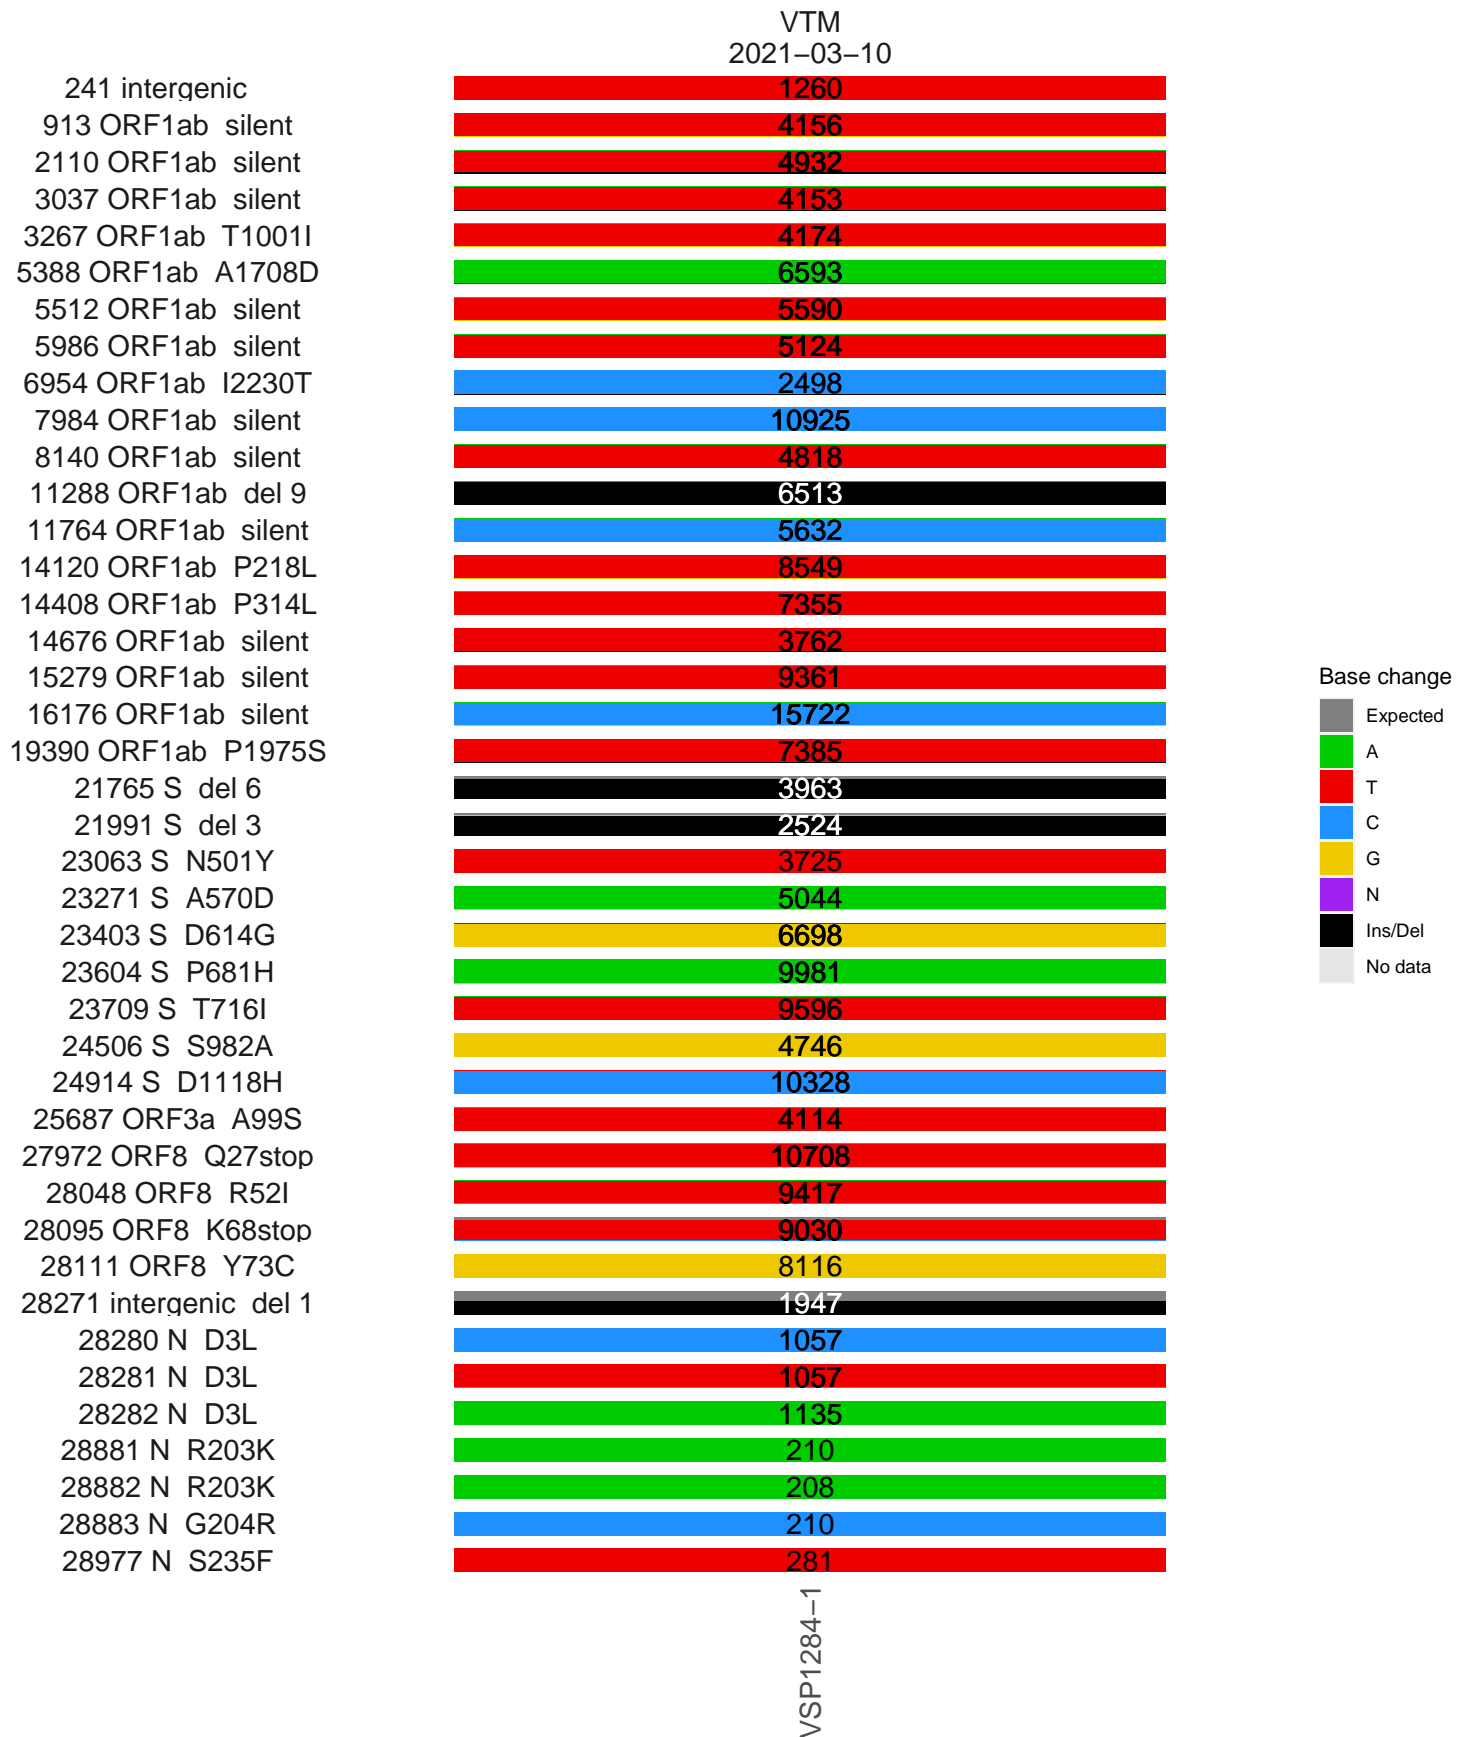 VTM
2021−03−10
241 intergenic 1260
913 ORF1ab silent 4156
2110 ORF1ab silent 4932
3037 ORF1ab silent 4153
3267 ORF1ab T1001I 4174
5388 ORF1ab A1708D 6593
5512 ORF1ab silent 5590
5986 ORF1ab silent 5124
6954 ORF1ab I2230T 2498
7984 ORF1ab silent 10925
8140 ORF1ab silent 4818
11288 ORF1ab del 9 6513
11764 ORF1ab silent 5632
14120 ORF1ab P218L 8549
14408 ORF1ab P314L 7355
14676 ORF1ab silent 3762
15279 ORF1ab silent 9361
16176 ORF1ab silent 15722
19390 ORF1ab P1975S 7385
21765 S del 6 3963
21991 S del 3 2524
23063 S N501Y 3725
23271 S A570D 5044
23403 S D614G 6698
23604 S P681H 9981
23709 S T716I 9596
24506 S S982A 4746
24914 S D1118H 10328
25687 ORF3a A99S 4114
27972 ORF8 Q27stop 10708
28048 ORF8 R52I 9417
28095 ORF8 K68stop 9030
28111 ORF8 Y73C 8116
28271 intergenic del 1 1947
28280 N D3L 1057
28281 N D3L 1057
28282 N D3L 1135
28881 N R203K 210
28882 N R203K 208
28883 N G204R 210
28977 N S235F 281
VSP1284−1
Base change
Expected
A
T
C
G
N
Ins/Del
No data